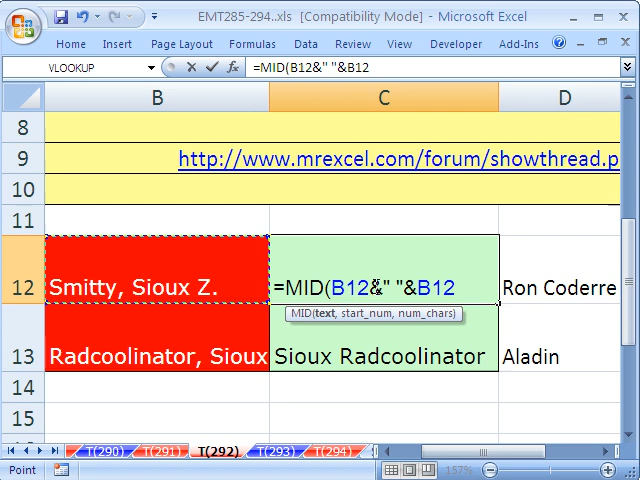 EMT285-294..xls [Compatibility Mode] - Microsoft Excel
Home Insert Page Layout Formulas Data Review View Developer Add-Ins
VLOOKUP fx =MID(B12&" "&B12
B C D
8
9 http://www.mrexcel.com/forum/showthread.p
10
11
12 Smitty, Sioux Z. =MID(B12&" "&B12 Ron Coderre
MID(text, start_num, num_chars)
13 Radcoolinator, Sioux Sioux Radcoolinator Aladin
14
15
T(290) T(291) T(292) T(293) T(294)
Point 157%